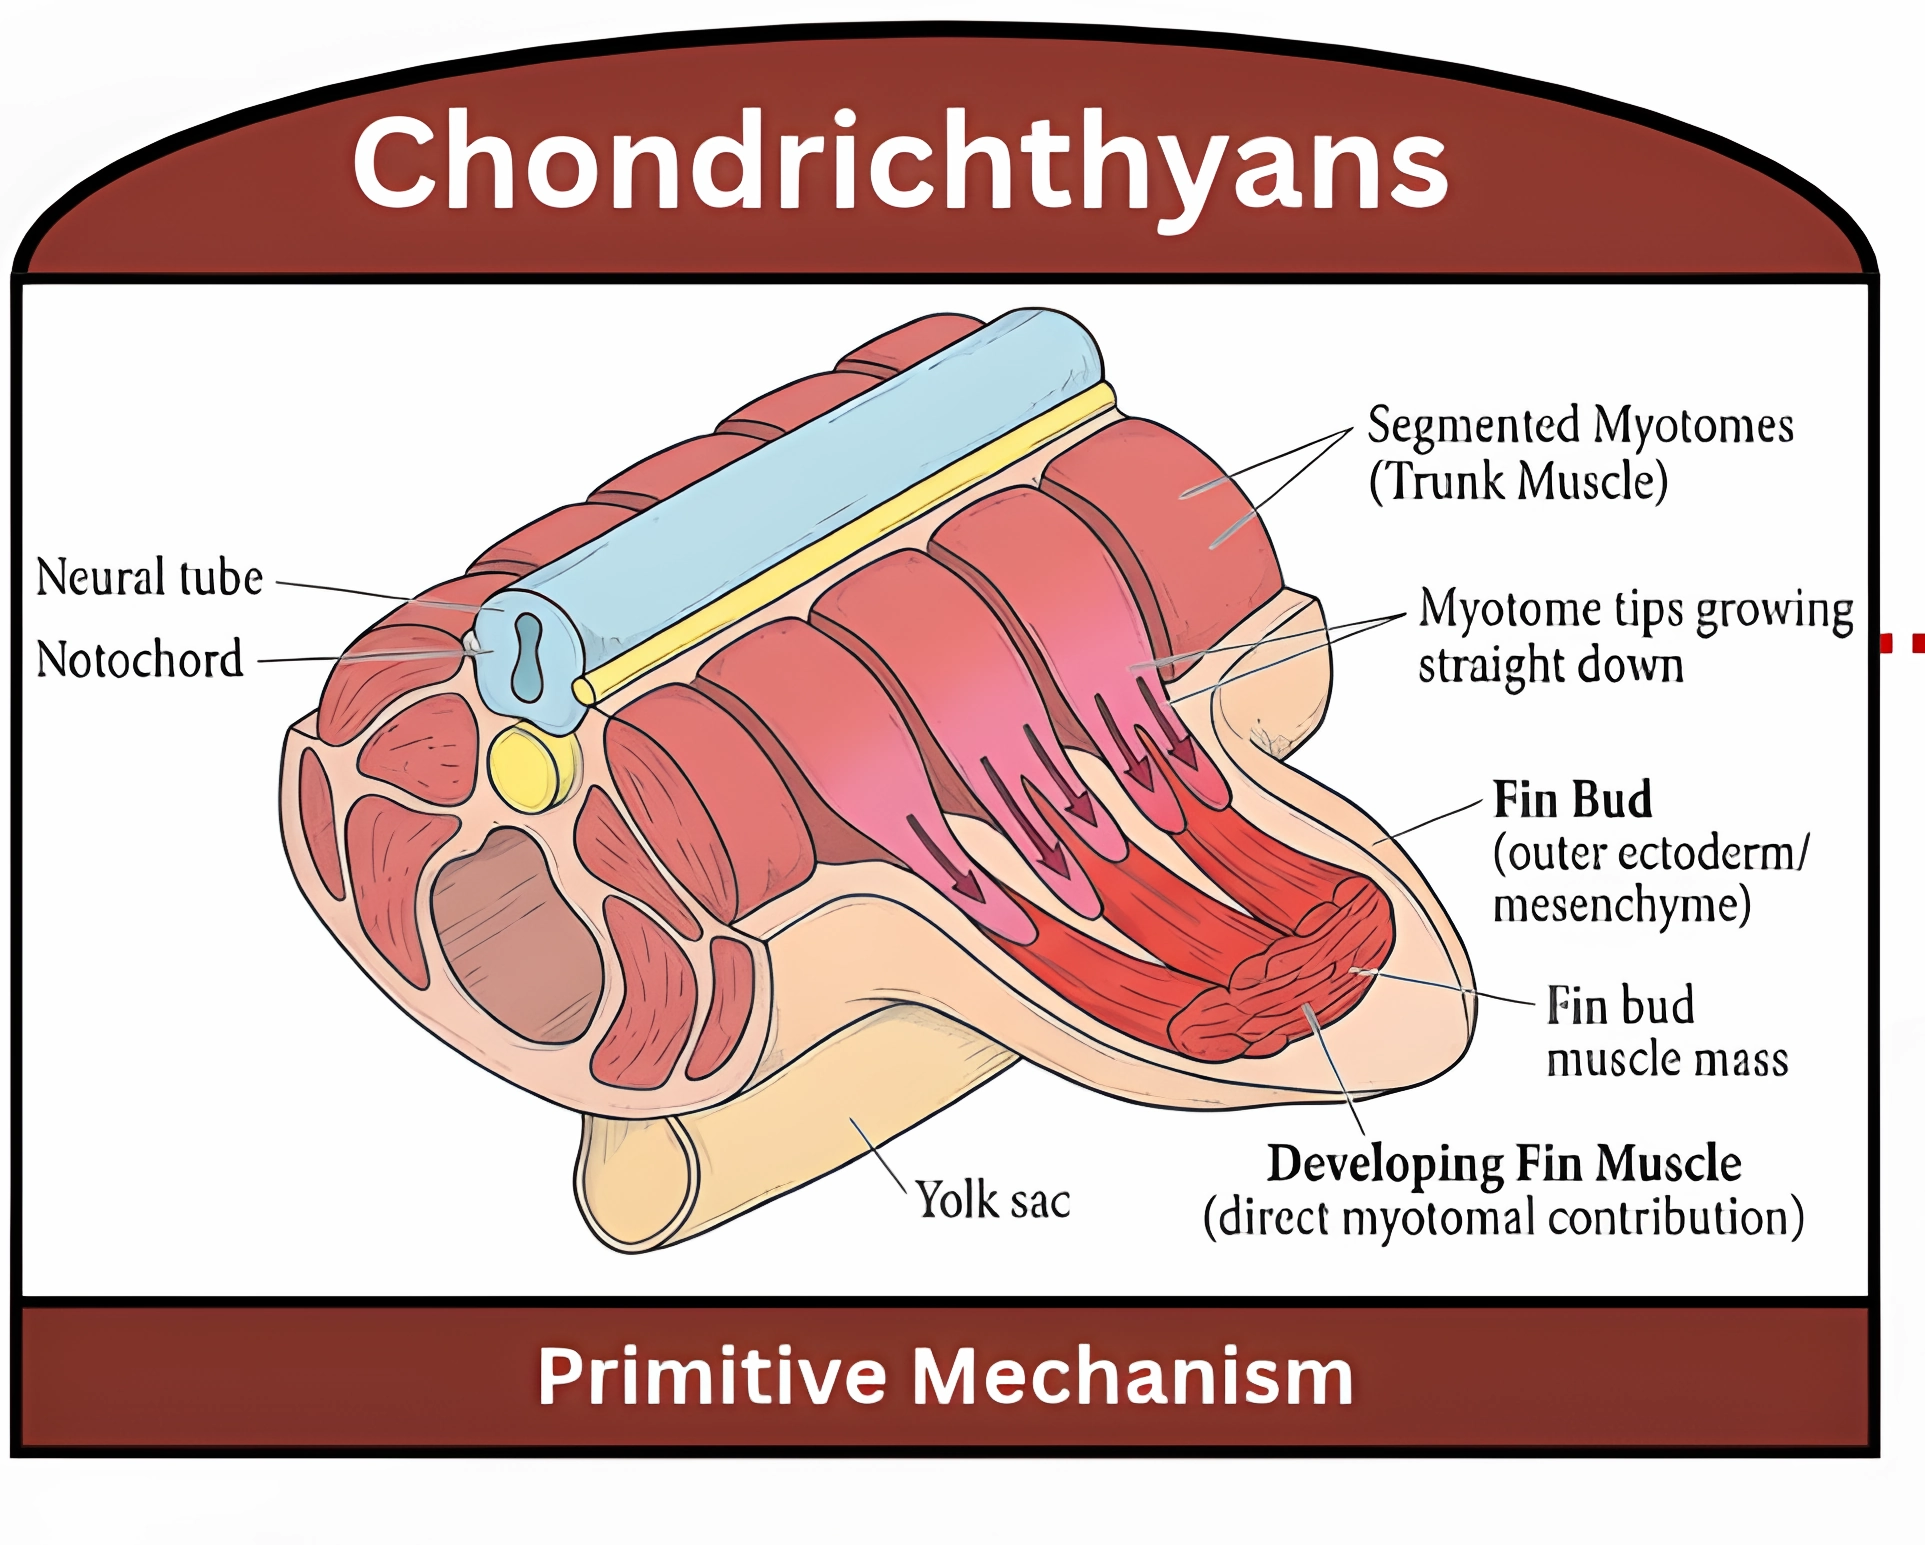 Chondrichthyans
Segmented Myotomes
(Trunk Muscle)
Neural tube
Myotome tips growing
straight down
Notochord
Fin Bud
(outer ectoderm/
mesenchyme)
Fin bud
muscle mass
Developing Fin Muscle
(direct myotomal contribution)
Yolk sac
Primitive Mechanism